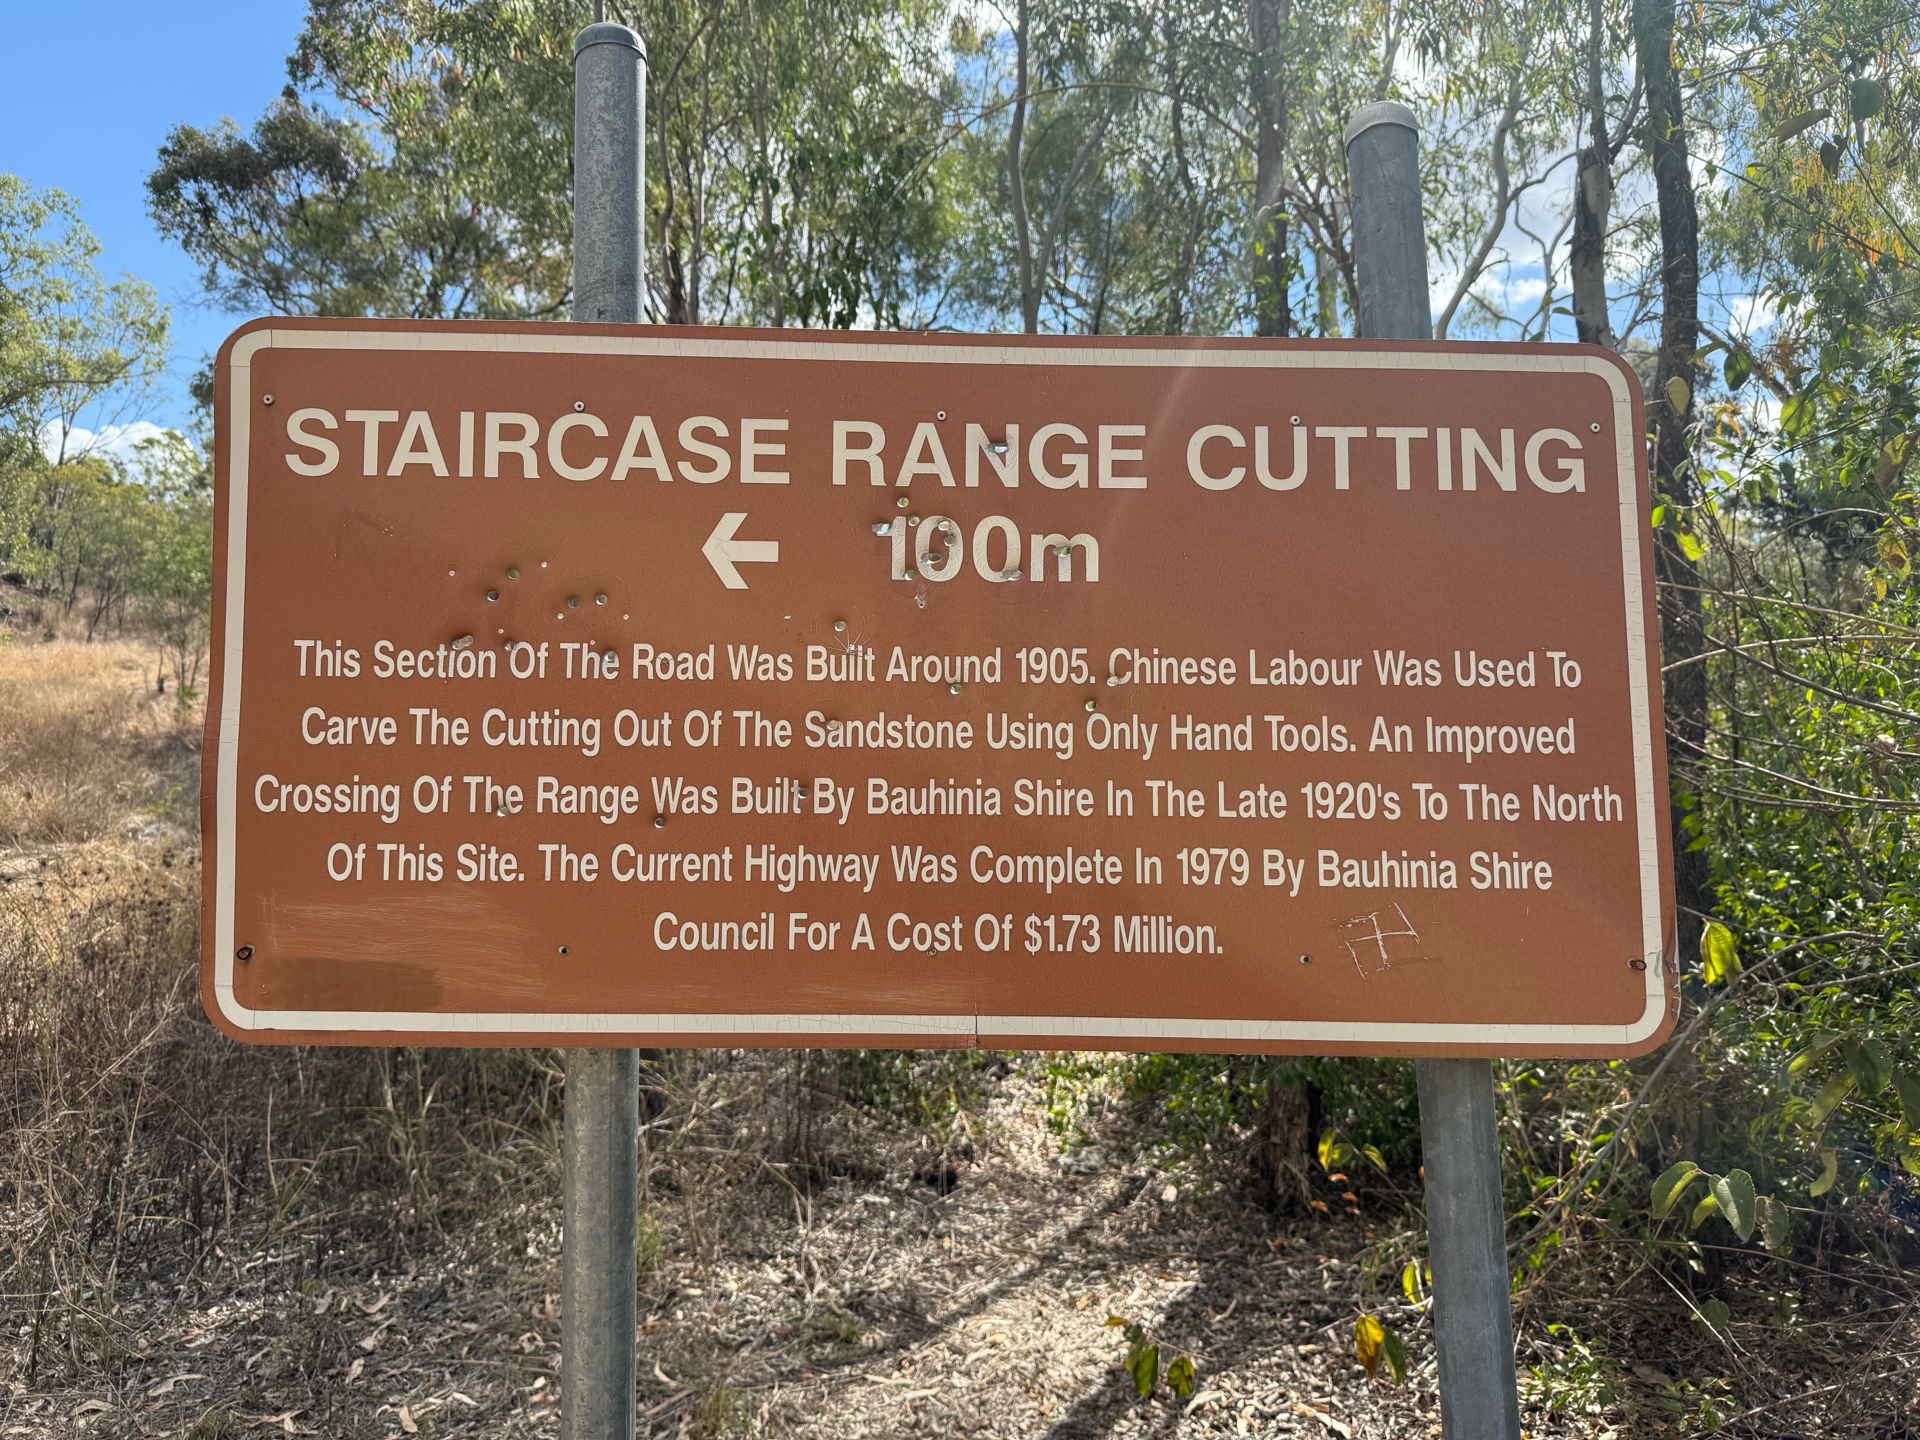 STAIRCASE RANGE CUTTING
← 100m
This Section Of The Road Was Built Around 1905. Chinese Labour Was Used To
Carve The Cutting Out Of The Sandstone Using Only Hand Tools. An Improved
Crossing Of The Range Was Built By Bauhinia Shire In The Late 1920's To The North
Of This Site. The Current Highway Was Complete In 1979 By Bauhinia Shire
Council For A Cost Of $1.73 Million.